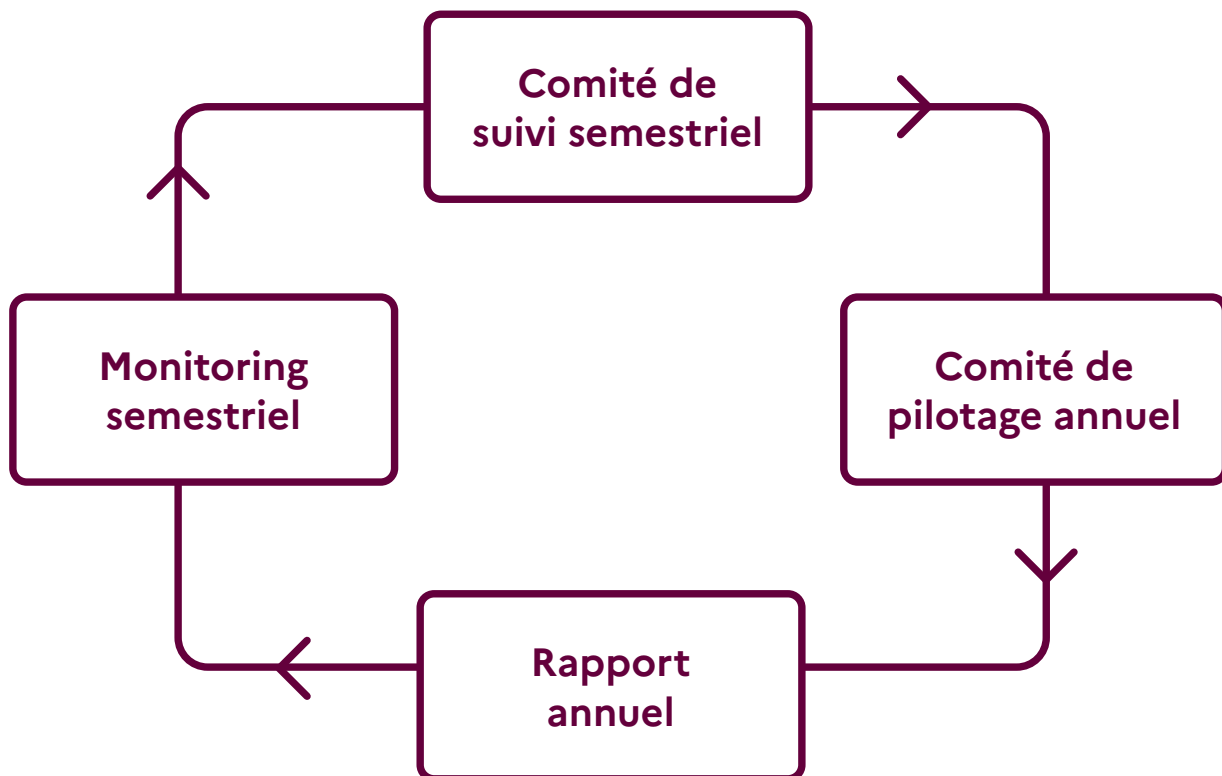 Comité de
suivi semestriel
Monitoring
semestriel
Comité de
pilotage annuel
Rapport
annuel